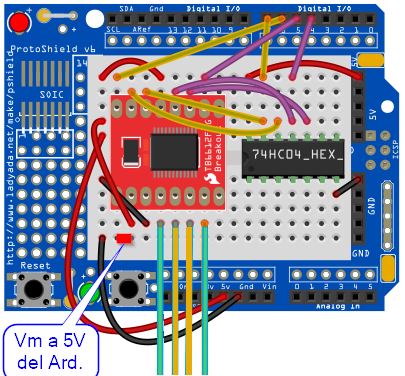 SDA Gnd Digital I/O Digital I/O
SCL ARef 13 12 11 10 9 8 7 6 5 4 3 2 1 0
ProtoShield v6
SOIC
14
http://www.ladyada.net/make/pshield
5V
5V
ICSP
TB6612FNG
Breakout
74HC04_HEX_
GND
GND
Reset
5v Gnd Vin
0 1 2 3 4 5
Analog In
Vm a 5V
del Ard.